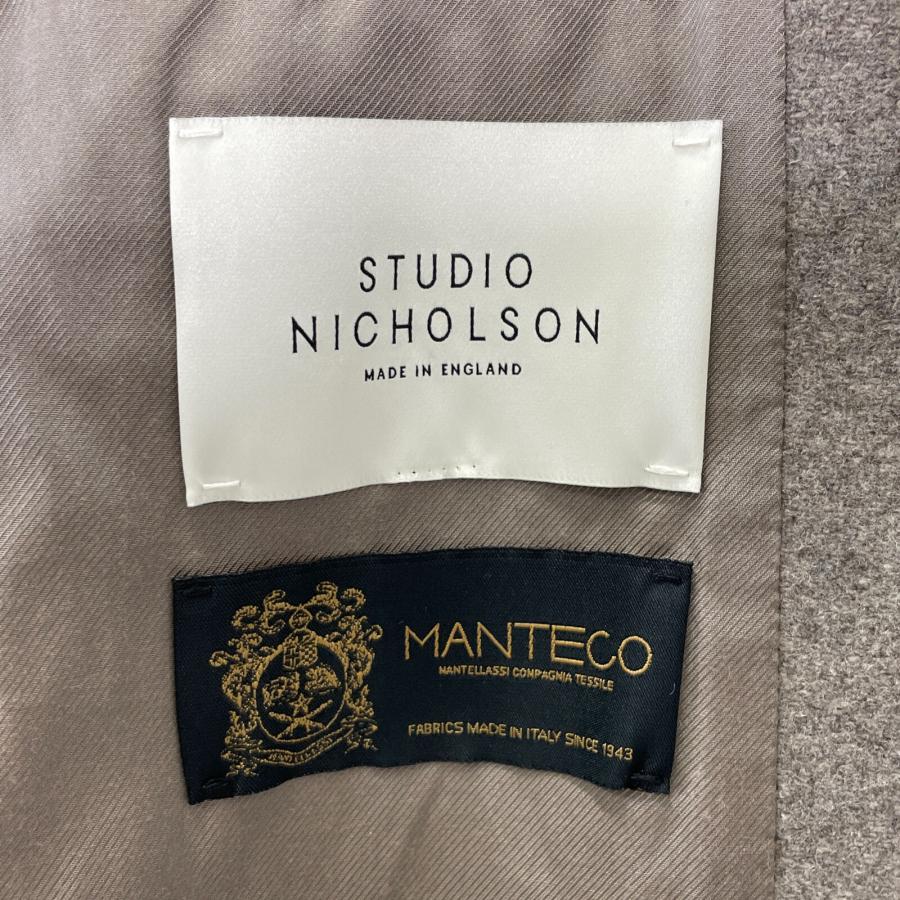 STUDIO
NICHOLSON
MADE IN ENGLAND
MANTECO
MANTELLASSI COMPAGNIA TESSILE
FABRICS MADE IN ITALY SINCE 1943